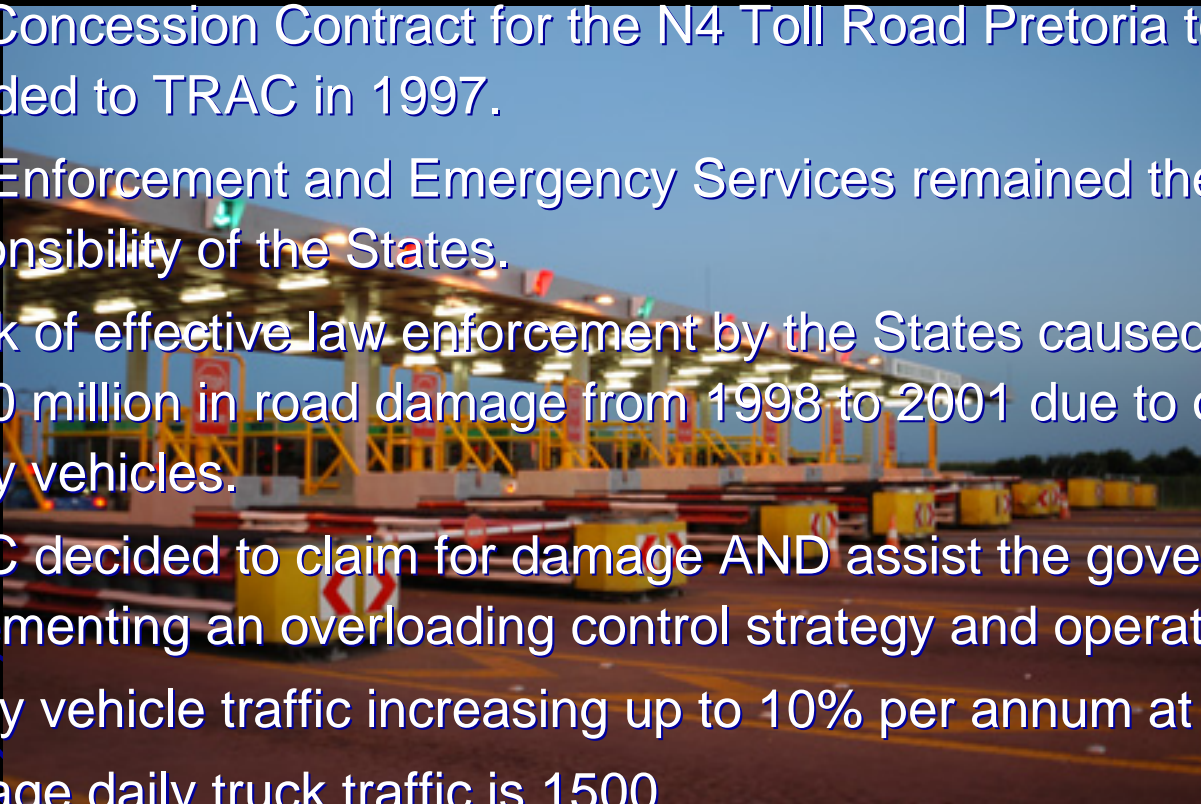 Concession Contract for the N4 Toll Road Pretoria
ded to TRAC in 1997.
Enforcement and Emergency Services remained the
onsibility of the States.
k of effective law enforcement by the States caused
0 million in road damage from 1998 to 2001 due to
y vehicles.
C decided to claim for damage AND assist the gove
menting an overloading control strategy and operat
y vehicle traffic increasing up to 10% per annum at
age daily truck traffic is 1500